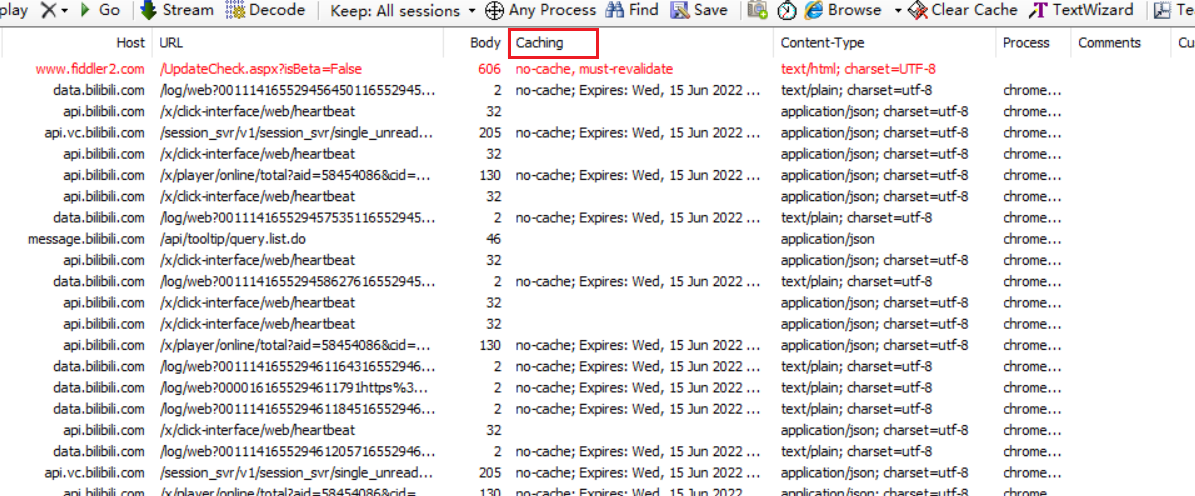 play Go Stream Decode Keep: All sessions Any Process Find Save Browse Clear Cache TextWizard Te
Host URL Body Caching Content-Type Process Comments Cu
www.fiddler2.com /UpdateCheck.aspx?isBeta=False 606 no-cache, must-revalidate text/html; charset=UTF-8
data.bilibili.com /log/web?001114165529456450116552945... 2 no-cache; Expires: Wed, 15 Jun 2022 ... text/plain; charset=utf-8 chrome...
api.bilibili.com /x/click-interface/web/heartbeat 32 application/json; charset=utf-8 chrome...
api.vc.bilibili.com /session_svr/v1/session_svr/single_unread... 205 no-cache; Expires: Wed, 15 Jun 2022 ... application/json; charset=utf-8 chrome...
api.bilibili.com /x/click-interface/web/heartbeat 32 application/json; charset=utf-8 chrome...
api.bilibili.com /x/player/online/total?aid=58454086&cid=... 130 no-cache; Expires: Wed, 15 Jun 2022 ... application/json; charset=utf-8 chrome...
api.bilibili.com /x/click-interface/web/heartbeat 32 application/json; charset=utf-8 chrome...
data.bilibili.com /log/web?001114165529457535116552945... 2 no-cache; Expires: Wed, 15 Jun 2022 ... text/plain; charset=utf-8 chrome...
message.bilibili.com /api/tooltip/query.list.do 46 application/json chrome...
api.bilibili.com /x/click-interface/web/heartbeat 32 application/json; charset=utf-8 chrome...
data.bilibili.com /log/web?001114165529458627616552945... 2 no-cache; Expires: Wed, 15 Jun 2022 ... text/plain; charset=utf-8 chrome...
api.bilibili.com /x/click-interface/web/heartbeat 32 application/json; charset=utf-8 chrome...
api.bilibili.com /x/click-interface/web/heartbeat 32 application/json; charset=utf-8 chrome...
api.bilibili.com /x/player/online/total?aid=58454086&cid=... 130 no-cache; Expires: Wed, 15 Jun 2022 ... application/json; charset=utf-8 chrome...
data.bilibili.com /log/web?001114165529461164316552946... 2 no-cache; Expires: Wed, 15 Jun 2022 ... text/plain; charset=utf-8 chrome...
data.bilibili.com /log/web?0000161655294611791https%3... 2 no-cache; Expires: Wed, 15 Jun 2022 ... text/plain; charset=utf-8 chrome...
data.bilibili.com /log/web?001114165529461184516552946... 2 no-cache; Expires: Wed, 15 Jun 2022 ... text/plain; charset=utf-8 chrome...
api.bilibili.com /x/click-interface/web/heartbeat 32 application/json; charset=utf-8 chrome...
data.bilibili.com /log/web?001114165529461205716552946... 2 no-cache; Expires: Wed, 15 Jun 2022 ... text/plain; charset=utf-8 chrome...
api.vc.bilibili.com /session_svr/v1/session_svr/single_unread... 205 no-cache; Expires: Wed, 15 Jun 2022 ... application/json; charset=utf-8 chrome...
api.bilibili.com /x/player/online/total?aid=58454086&cid=... 130 no-cache; Expires: Wed, 15 Jun 2022 ... application/json; charset=utf-8 chrome...